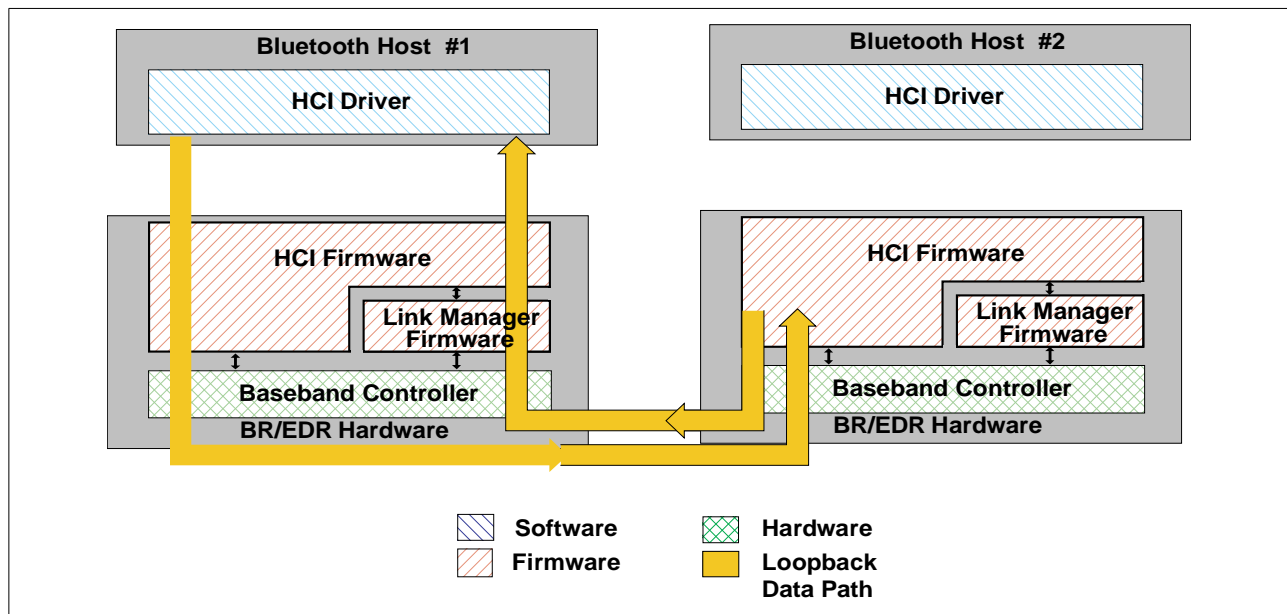 Bluetooth Host #1
HCI Driver
HCI Firmware
Link Manager
Firmware
Baseband Controller
BR/EDR Hardware
Bluetooth Host #2
HCI Driver
HCI Firmware
Link Manager
Firmware
Baseband Controller
BR/EDR Hardware
Software
Firmware
Hardware
Loopback
Data Path